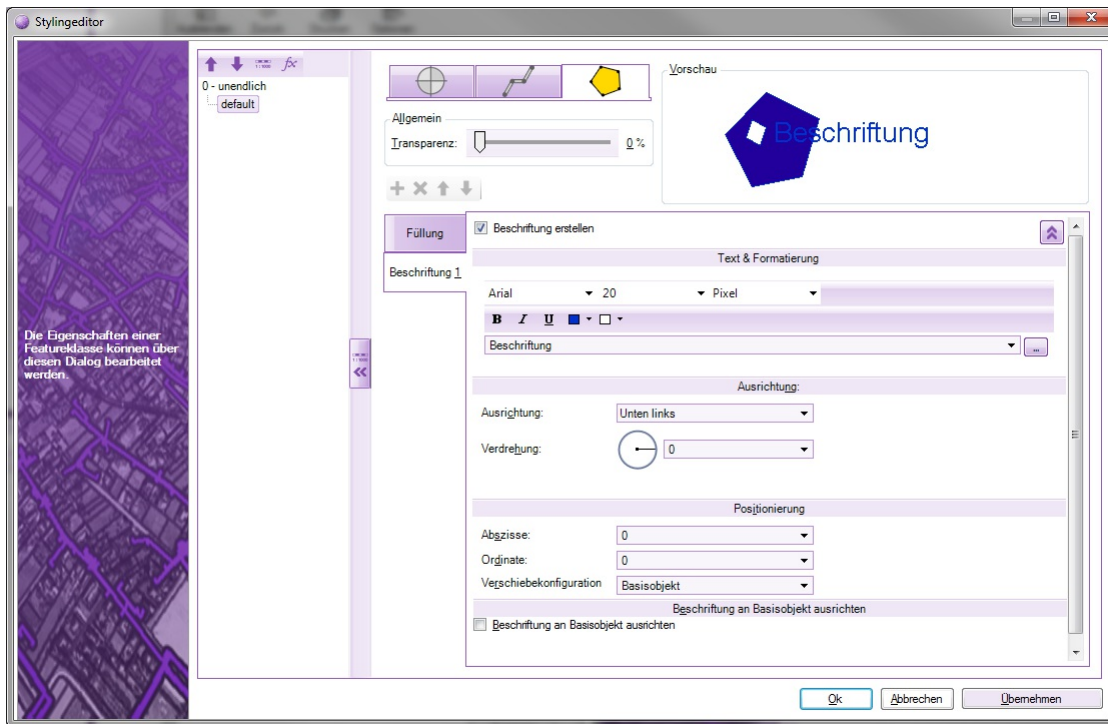 Stylingeditor
Die Eigenschaften einer
Featureklasse können über
diesen Dialog bearbeitet
werden.
fx
0 - unendlich
default
Allgemein
Transparenz:
0 %
Vorschau
Beschriftung
Füllung
Beschriftung 1
Beschriftung erstellen
Text & Formatierung
Arial
20
Pixel
B I U
Beschriftung
...
Ausrichtung:
Ausrichtung:
Unten links
Verdrehung:
0
Positionierung
Abszisse:
0
Ordinate:
0
Verschiebekonfiguration
Basisobjekt
Beschriftung an Basisobjekt ausrichten
Beschriftung an Basisobjekt ausrichten
Ok
Abbrechen
Übernehmen